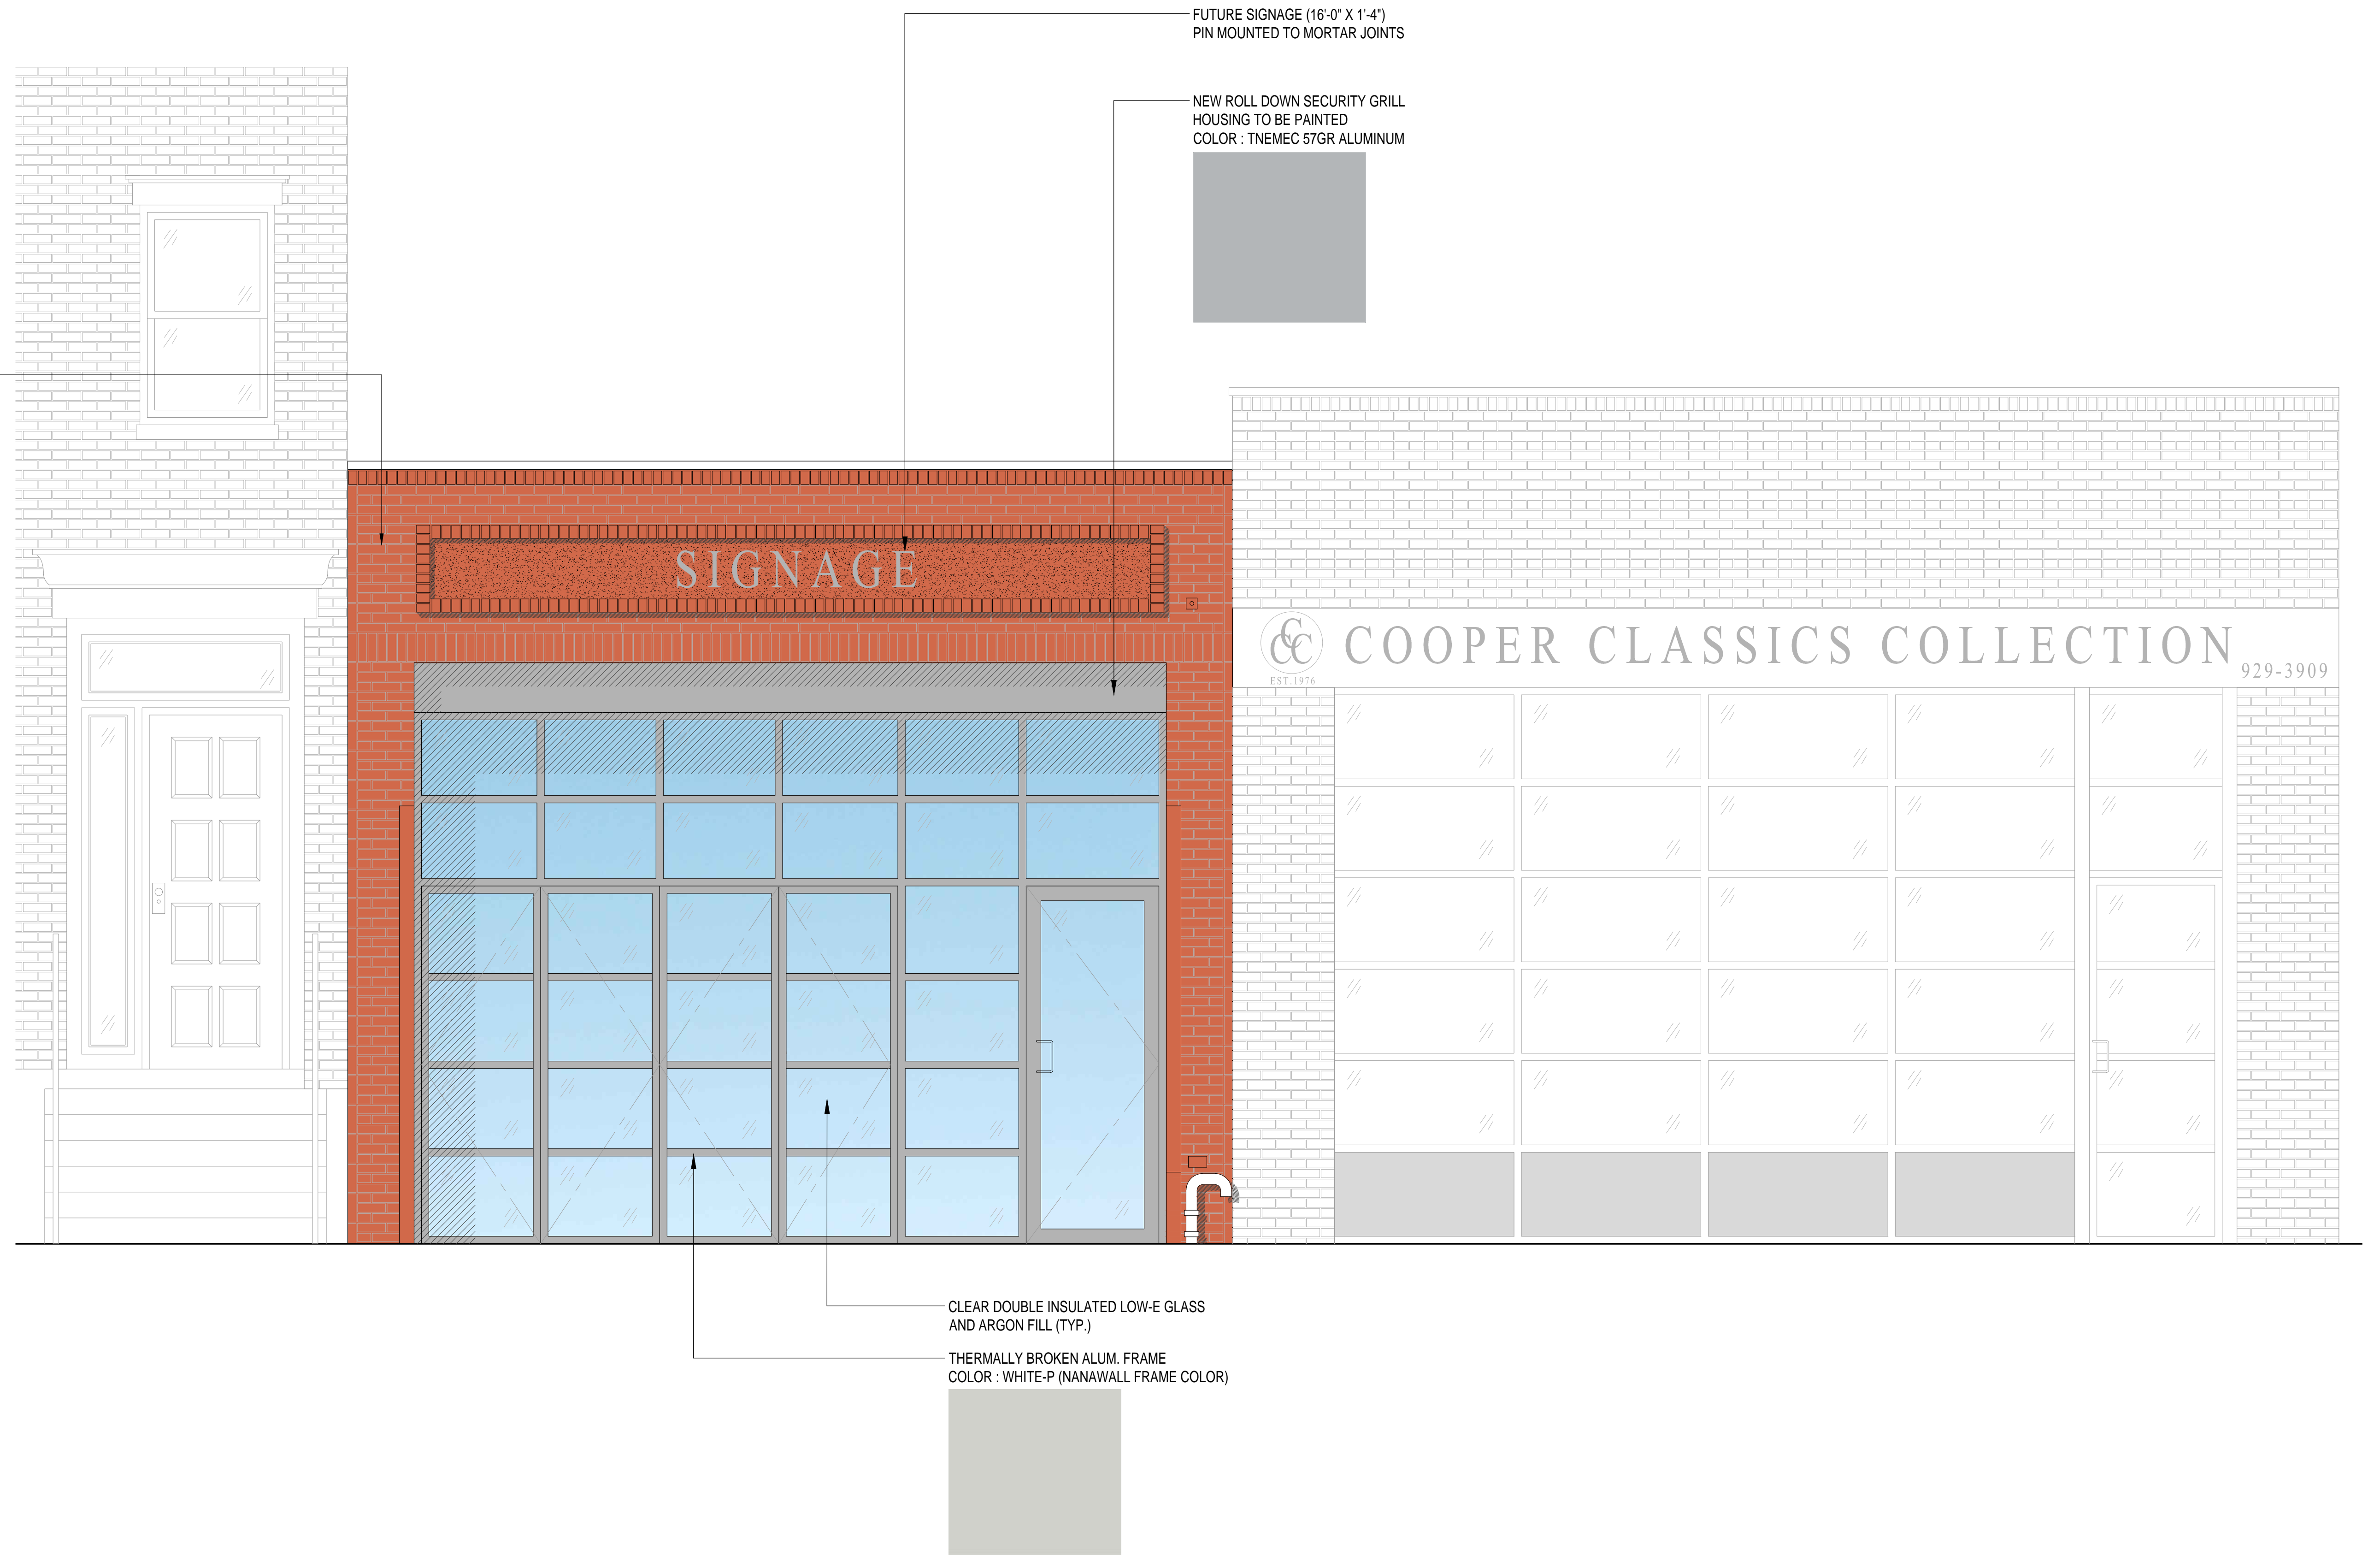 FUTURE SIGNAGE (16'-0" X 1'-4")
PIN MOUNTED TO MORTAR JOINTS
NEW ROLL DOWN SECURITY GRILL
HOUSING TO BE PAINTED
COLOR : TNEMEC 57GR ALUMINUM
SIGNAGE
CCC
EST.1976
COOPER CLASSICS COLLECTION
929-3909
CLEAR DOUBLE INSULATED LOW-E GLASS
AND ARGON FILL (TYP.)
THERMALLY BROKEN ALUM. FRAME
COLOR : WHITE-P (NANAWALL FRAME COLOR)